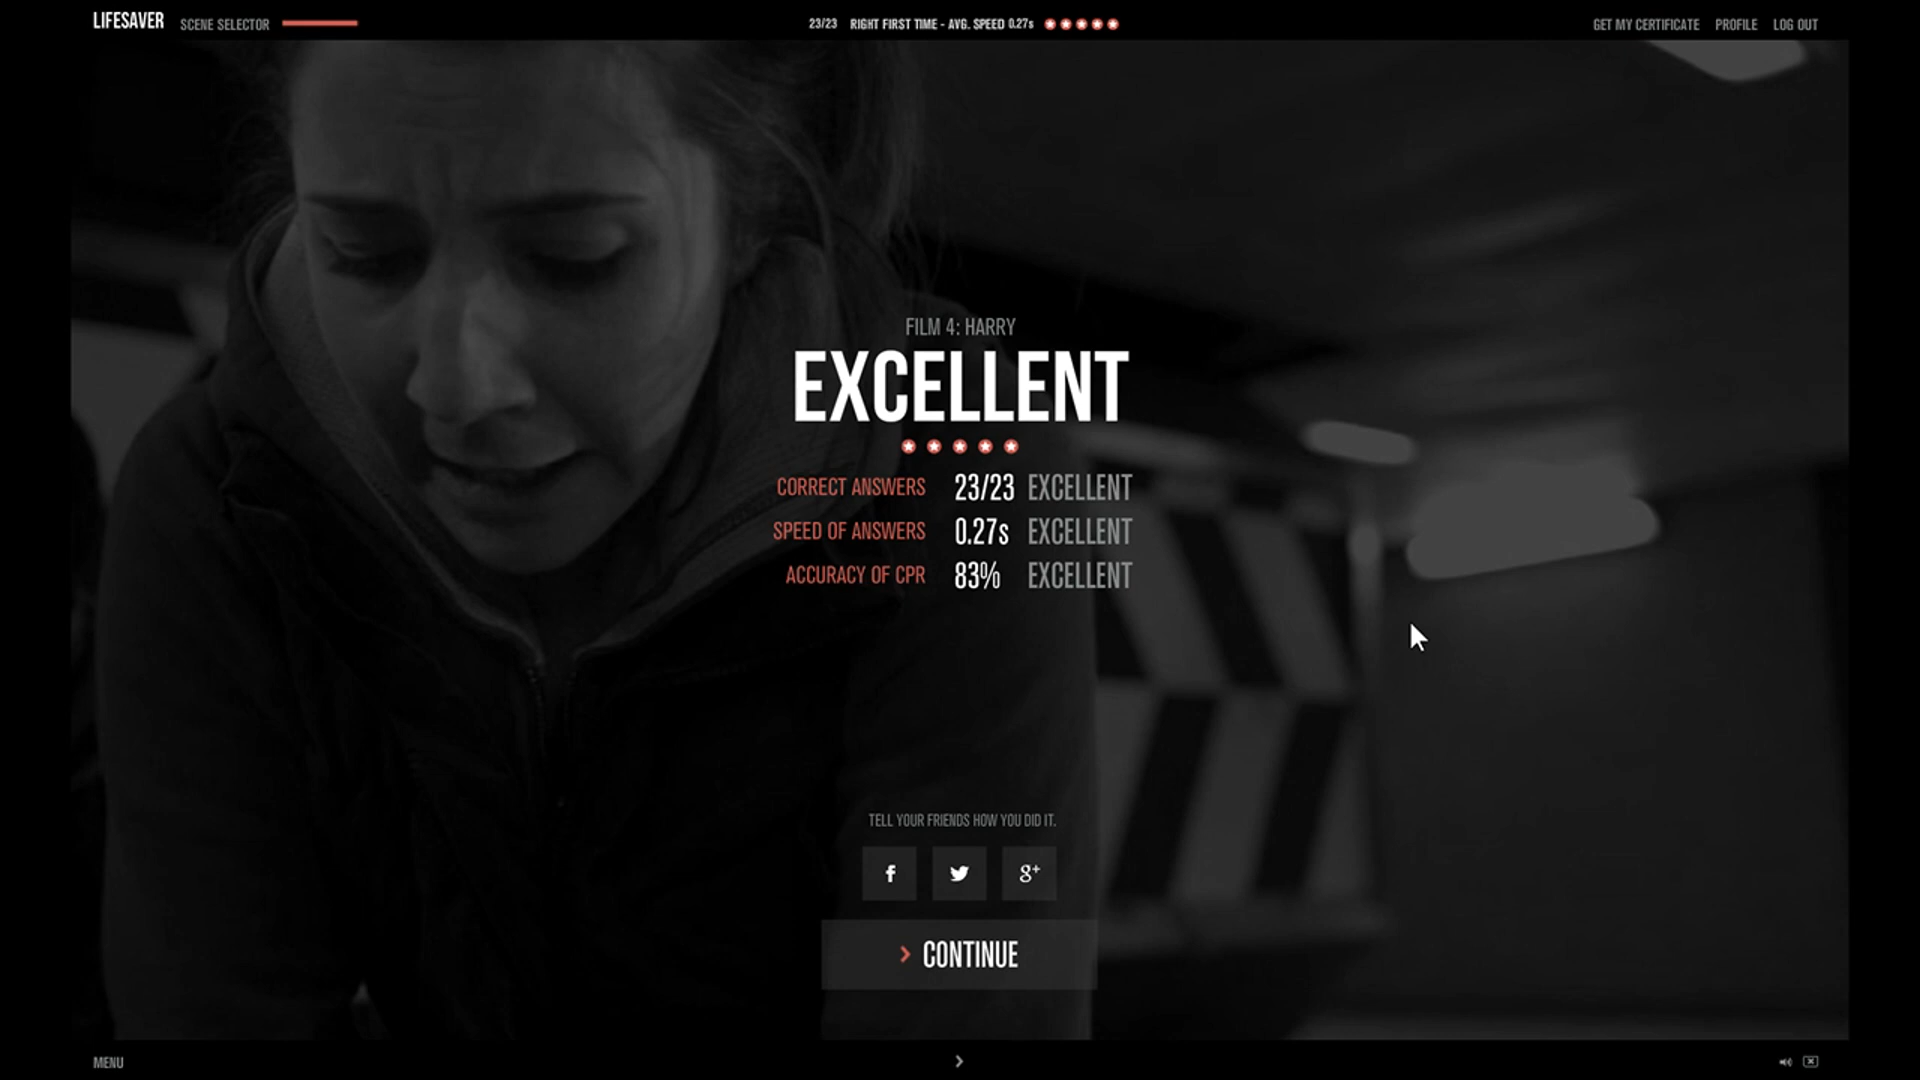 LIFESAVER SCENE SELECTOR 23/23 RIGHT FIRST TIME - AVG. SPEED 0.27s GET MY CERTIFICATE PROFILE LOG OUT
FILM 4: HARRY
EXCELLENT
CORRECT ANSWERS 23/23 EXCELLENT
SPEED OF ANSWERS 0.27s EXCELLENT
ACCURACY OF CPR 83% EXCELLENT
TELL YOUR FRIENDS HOW YOU DID IT.
f g+
CONTINUE
MENU